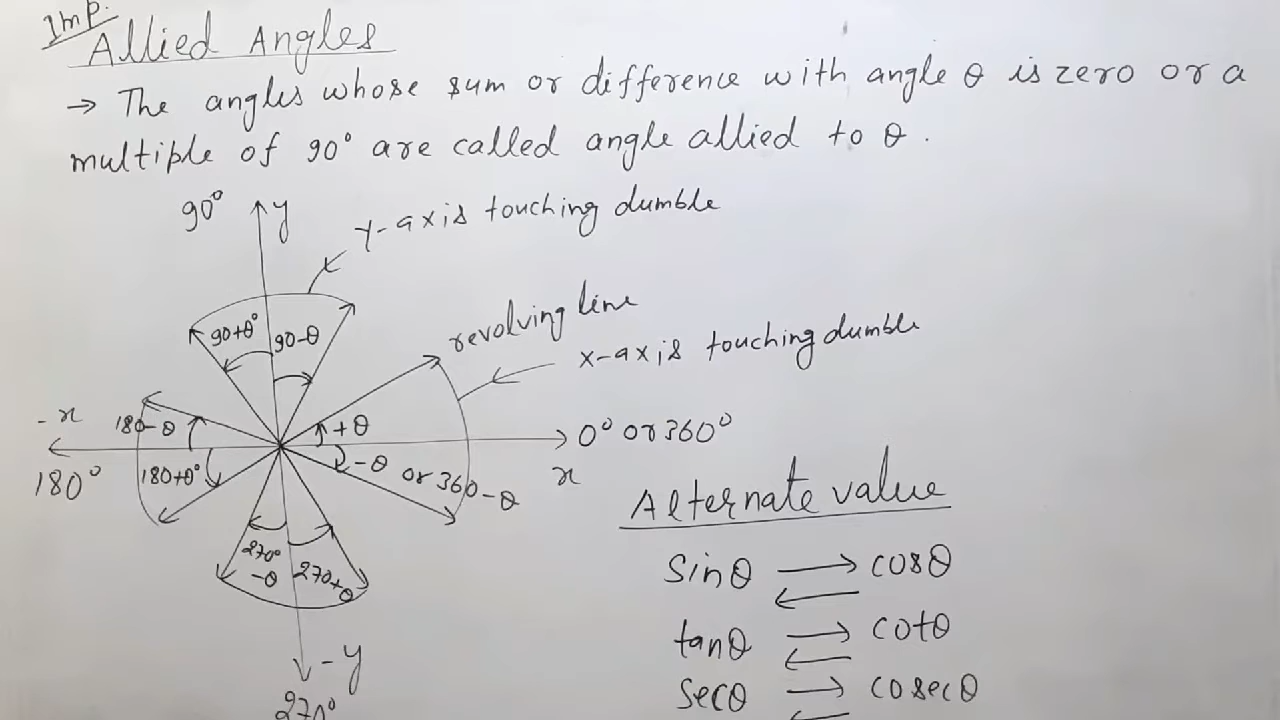 Imp.
Allied Angles
→ The angles whose sum or difference with angle θ is zero or a
multiple of 90° are called angle allied to θ.
90°
y
y-axis touching dumble
90+θ°
90-θ
revolving line
x-axis touching dumble
-x
180-θ
+θ
0° or 360°
180°
180+θ°
-θ or 360-θ
x
270°
-θ
270+θ
-y
270°
Alternate value
sinθ ⇄ cosθ
tanθ ⇄ cotθ
secθ ⇄ cosecθ